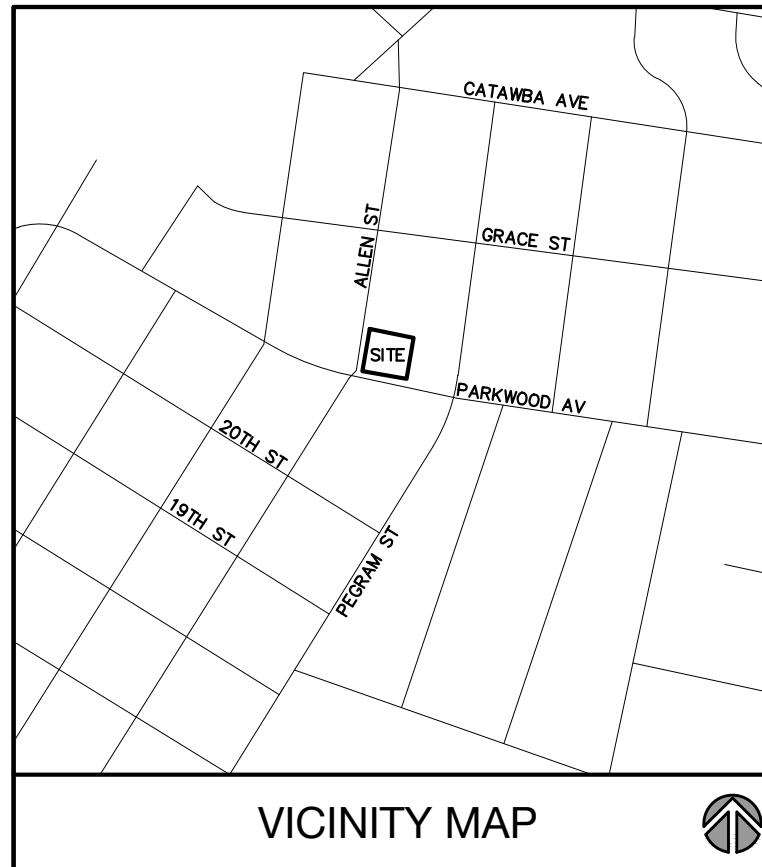 CATAWBA AVE
ALLEN ST
GRACE ST
SITE
PARKWOOD AV
20TH ST
19TH ST
PEGRAM ST
VICINITY MAP